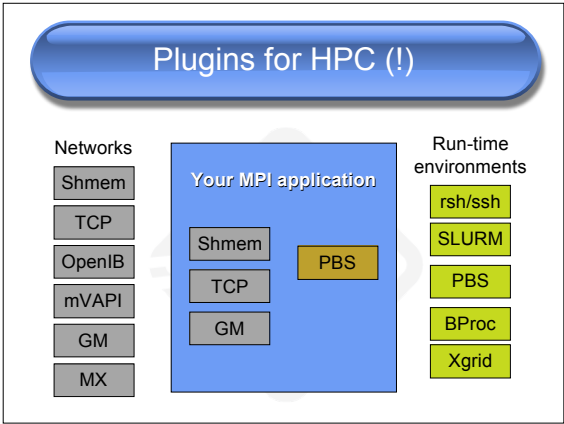 Plugins for HPC (!)
Networks
Shmem
TCP
OpenIB
mVAPI
GM
MX
Your MPI application
Shmem
TCP
GM
PBS
Run-time
environments
rsh/ssh
SLURM
PBS
BProc
Xgrid